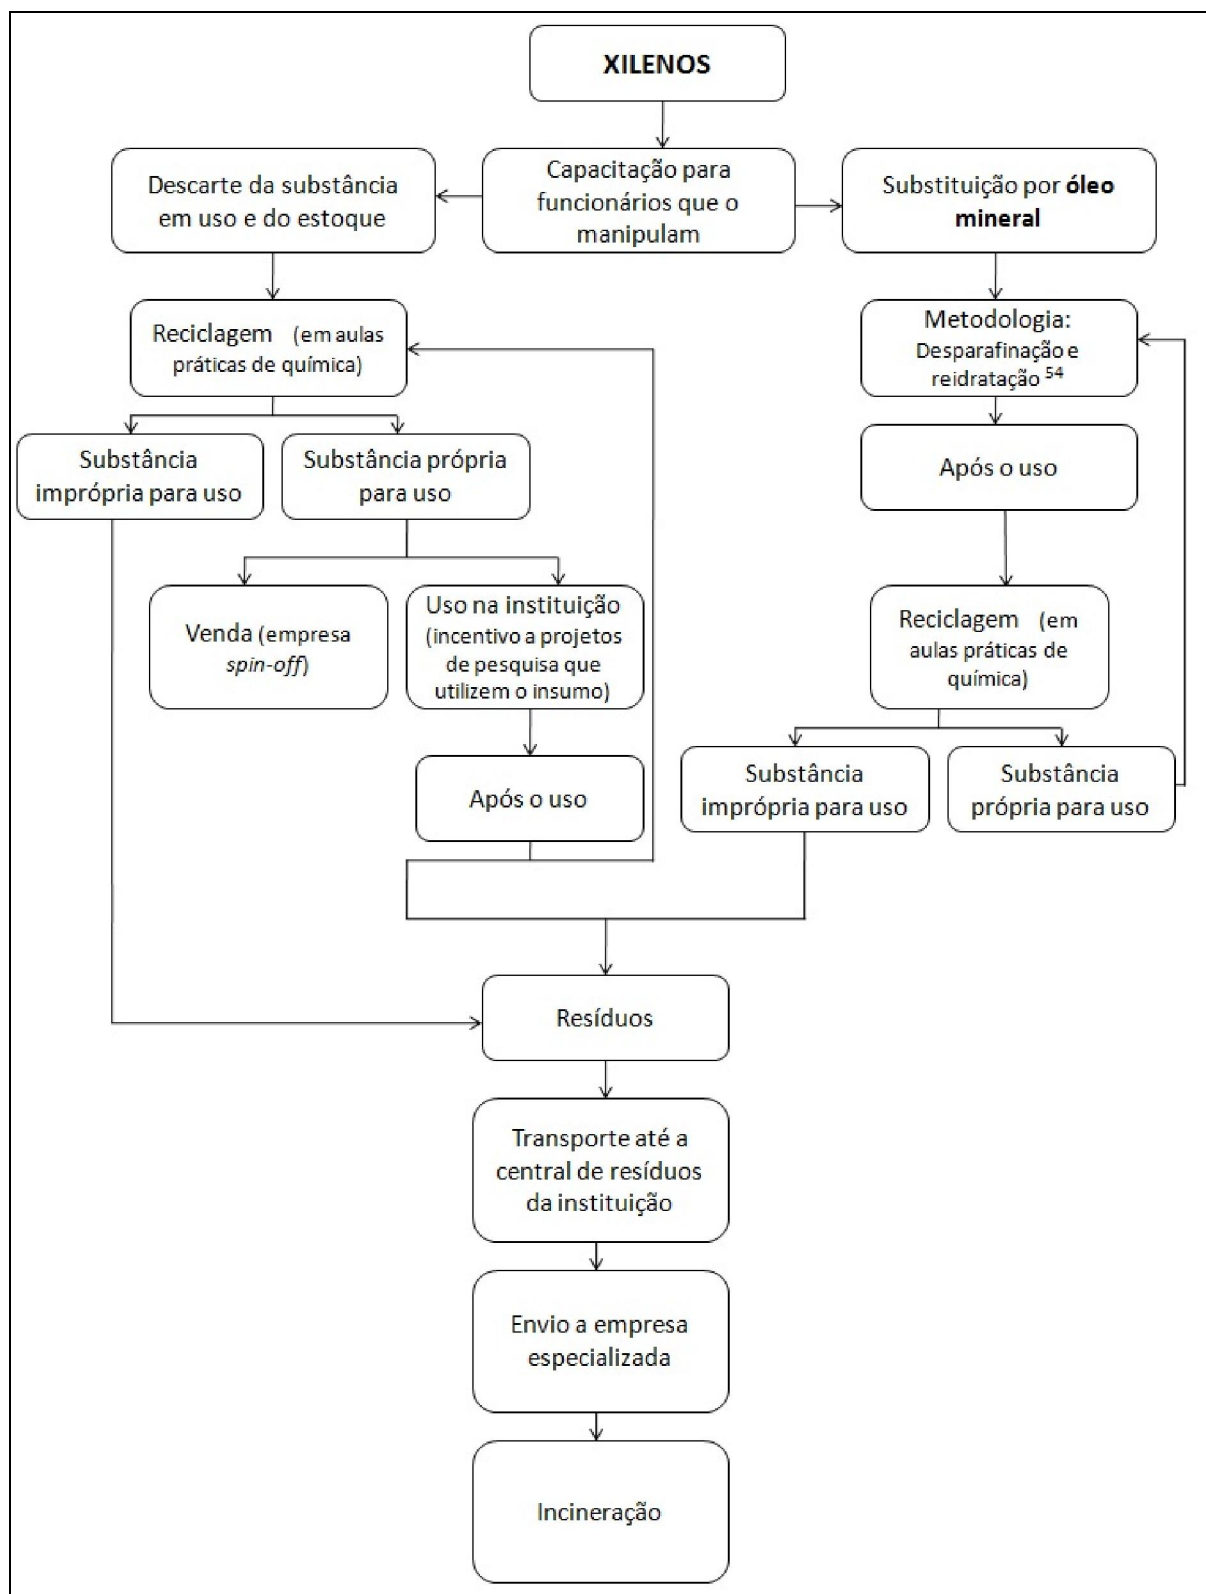 XILENOS
Descarte da substância
em uso e do estoque
Capacitação para
funcionários que o
manipulam
Substituição por óleo
mineral
Reciclagem (em aulas
práticas de química)
Metodologia:
Desparafinação e
reidratação 54
Substância
imprópria para uso
Substância própria
para uso
Após o uso
Venda (empresa
spin-off)
Uso na instituição
(incentivo a projetos
de pesquisa que
utilizem o insumo)
Reciclagem (em
aulas práticas de
química)
Após o uso
Substância
imprópria para uso
Substância
própria para uso
Resíduos
Transporte até a
central de resíduos
da instituição
Envio a empresa
especializada
Incineração